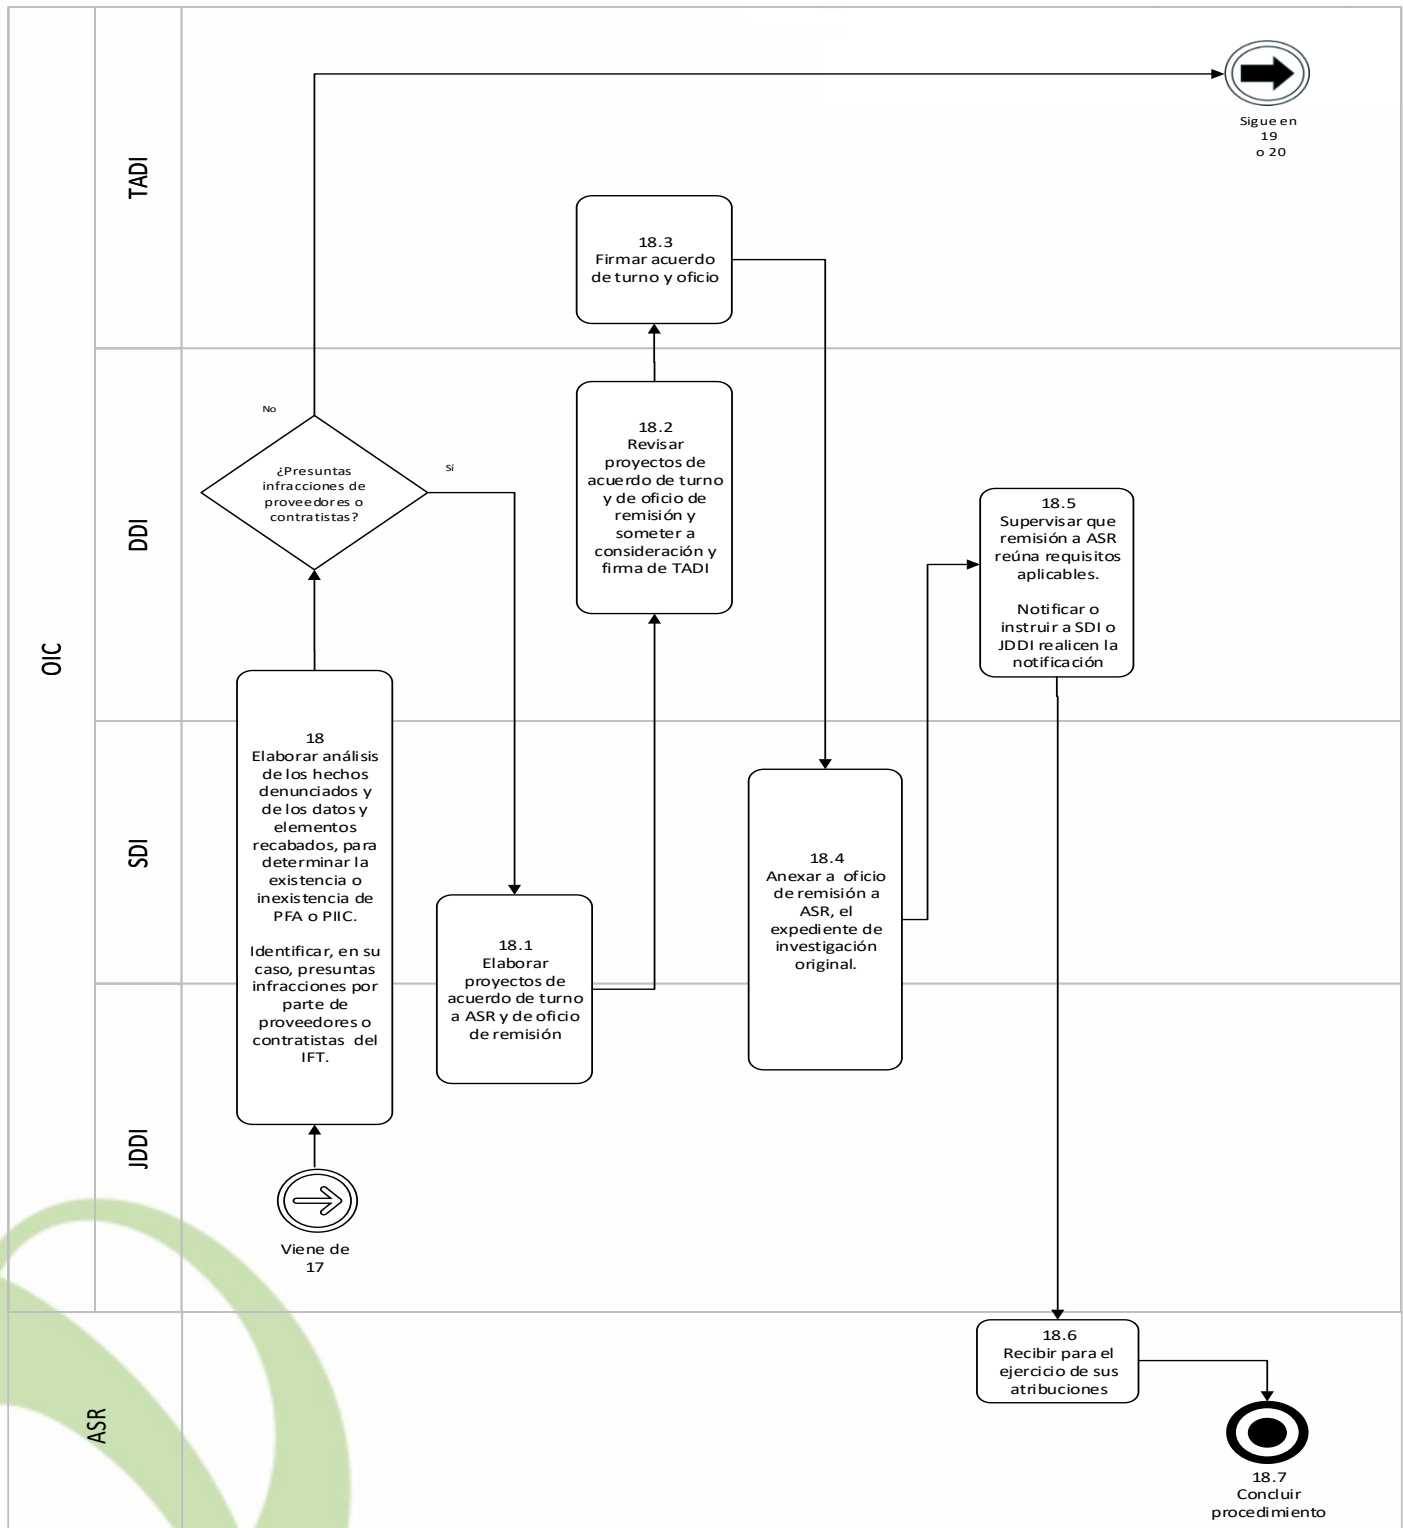 OIC
TADI
DDI
SDI
JDDI
ASR
Sigue en
19
o 20
18.3
Firmar acuerdo
de turno y oficio
No
¿Presuntas
infracciones de
proveedores o
contratistas?
Sí
18.2
Revisar
proyectos de
acuerdo de turno
y de oficio de
remisión y
someter a
consideración y
firma de TADI
18.5
Supervisar que
remisión a ASR
reúna requisitos
aplicables.
Notificar o
instruir a SDI o
JDDI realicen la
notificación
18
Elaborar análisis
de los hechos
denunciados y
de los datos y
elementos
recabados, para
determinar la
existencia o
inexistencia de
PFA o PIIC.
Identificar, en su
caso, presuntas
infracciones por
parte de
proveedores o
contratistas del
IFT.
18.1
Elaborar
proyectos de
acuerdo de turno
a ASR y de oficio
de remisión
18.4
Anexar a oficio
de remisión a
ASR, el
expediente de
investigación
original.
Viene de
17
18.6
Recibir para el
ejercicio de sus
atribuciones
18.7
Concluir
procedimiento